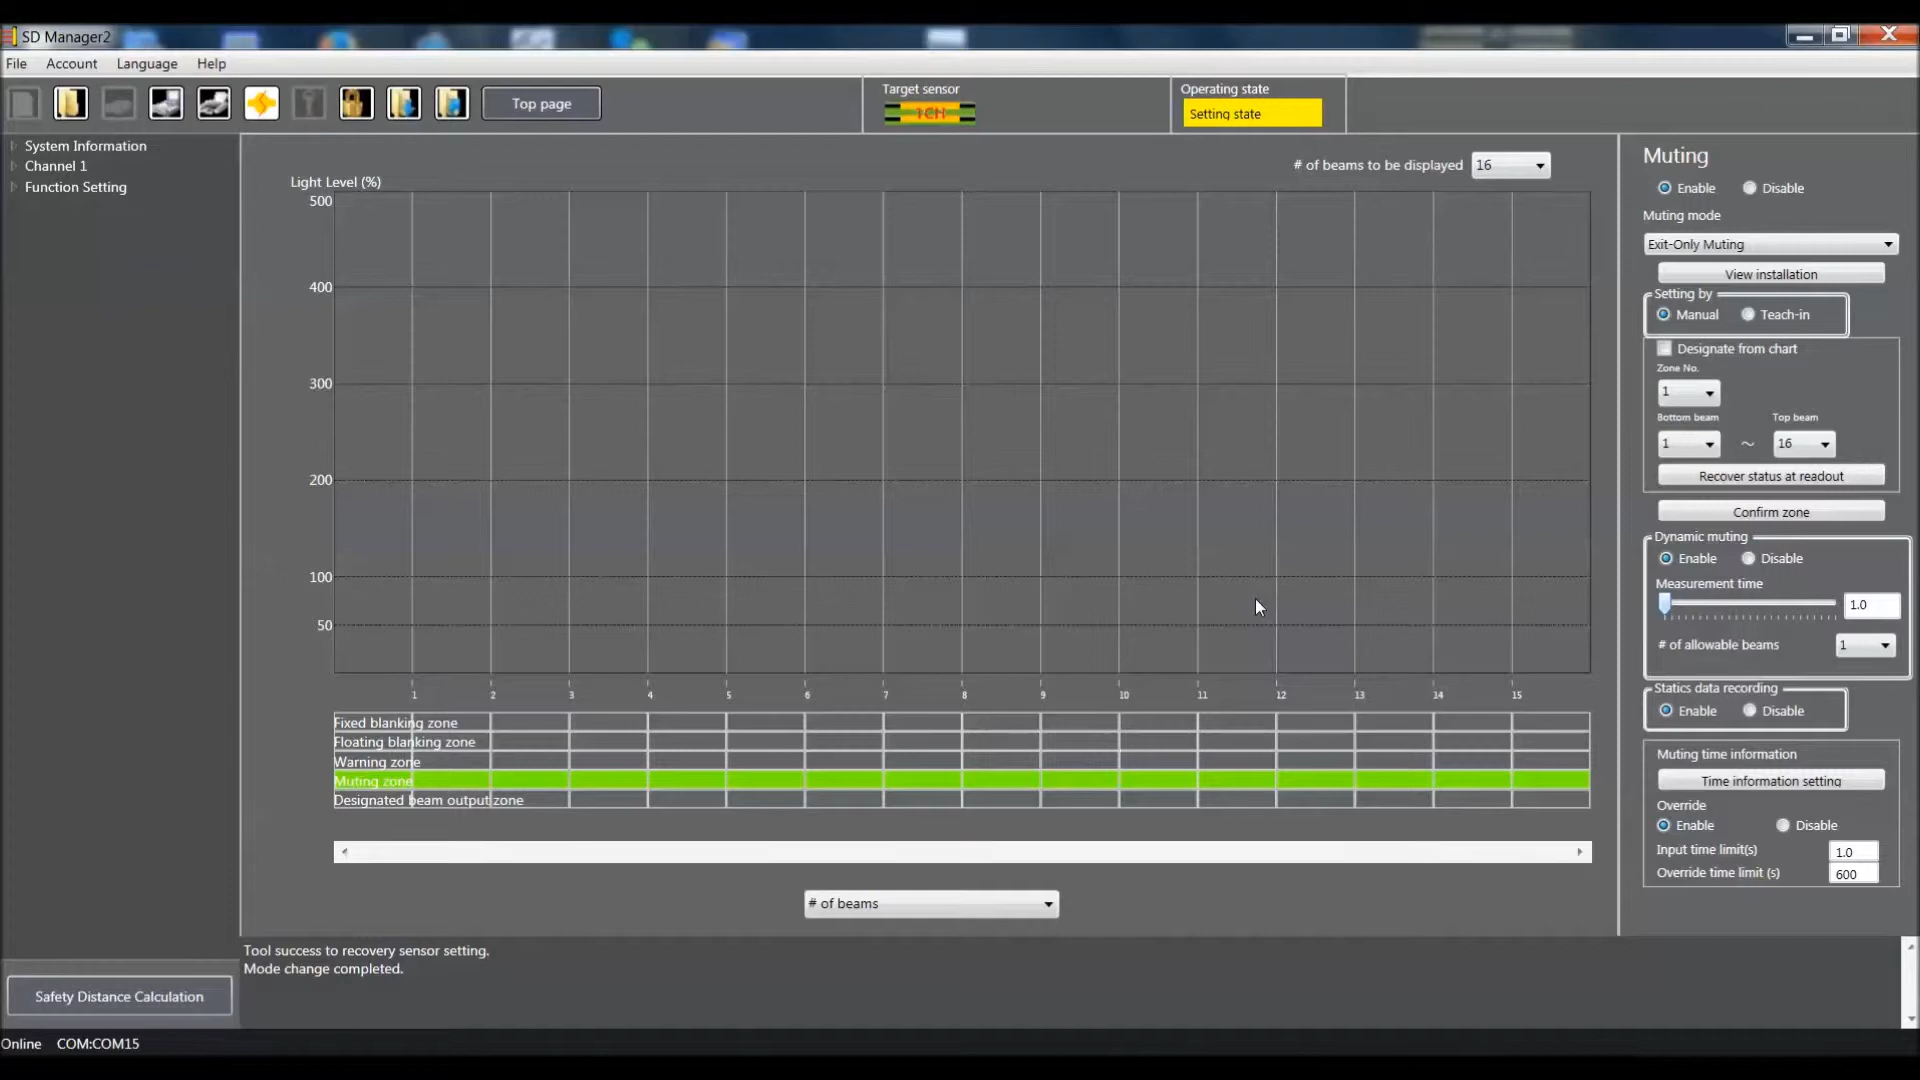 SD Manager2
File Account Language Help
Top page
Target sensor
1CH
Operating state
Setting state
System Information
Channel 1
Function Setting
# of beams to be displayed 16
Light Level (%)
500
400
300
200
100
50
1 2 3 4 5 6 7 8 9 10 11 12 13 14 15
Fixed blanking zone
Floating blanking zone
Warning zone
Muting zone
Designated beam output zone
# of beams
Muting
Enable Disable
Muting mode
Exit-Only Muting
View installation
Setting by
Manual Teach-in
Designate from chart
Zone No.
1
Bottom beam Top beam
1 ~ 16
Recover status at readout
Confirm zone
Dynamic muting
Enable Disable
Measurement time
1.0
# of allowable beams 1
Statics data recording
Enable Disable
Muting time information
Time information setting
Override
Enable Disable
Input time limit(s) 1.0
Override time limit (s) 600
Tool success to recovery sensor setting.
Mode change completed.
Safety Distance Calculation
Online COM:COM15